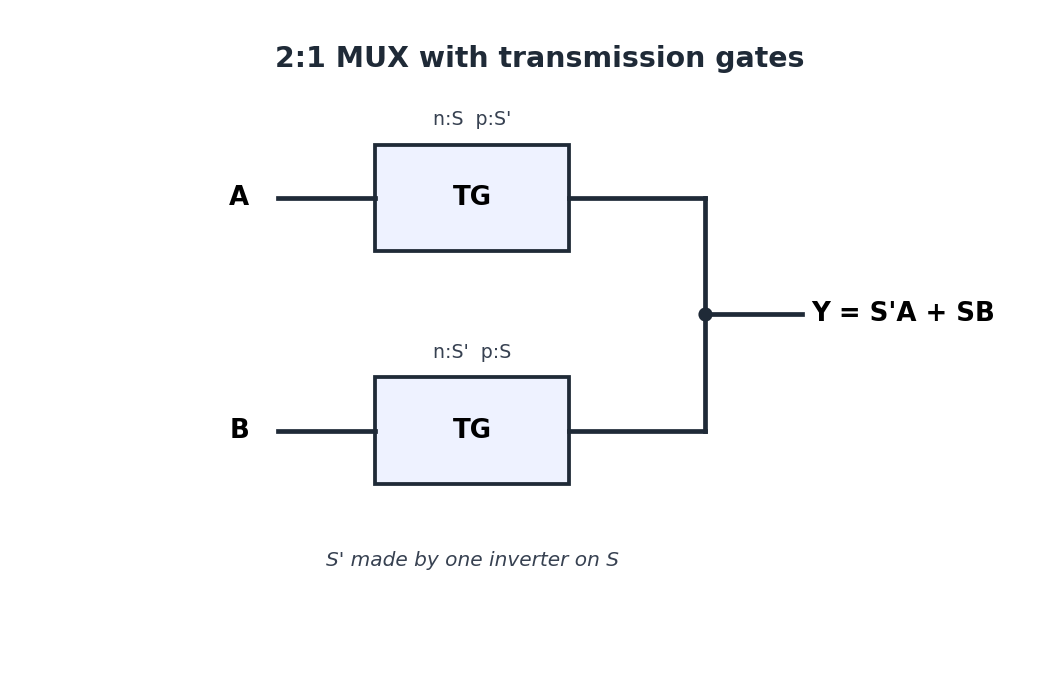 2:1 MUX with transmission gates
n:S  p:S'
A
TG
Y = S'A + SB
n:S'  p:S
B
TG
S' made by one inverter on S